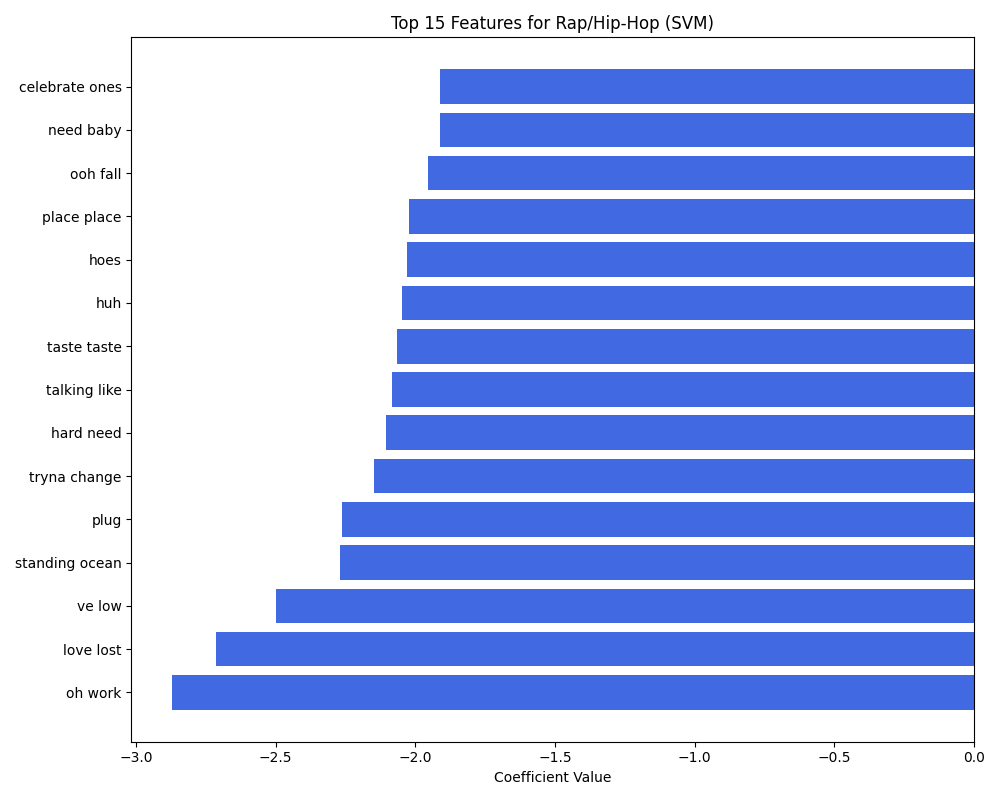 Top 15 Features for Rap/Hip-Hop (SVM)
celebrate ones
need baby
ooh fall
place place
hoes
huh
taste taste
talking like
hard need
tryna change
plug
standing ocean
ve low
love lost
oh work
−3.0 −2.5 −2.0 −1.5 −1.0 −0.5 0.0
Coefficient Value